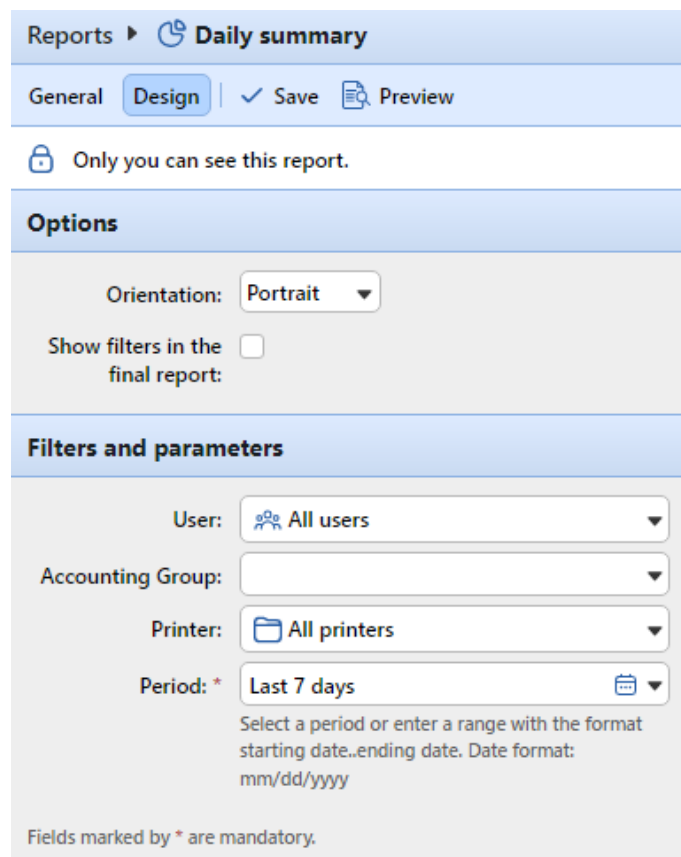 Reports Daily summary
General Design Save Preview
Only you can see this report.
Options
Orientation: Portrait
Show filters in the
final report:
Filters and parameters
User: All users
Accounting Group:
Printer: All printers
Period: * Last 7 days
Select a period or enter a range with the format
starting date..ending date. Date format:
mm/dd/yyyy
Fields marked by * are mandatory.